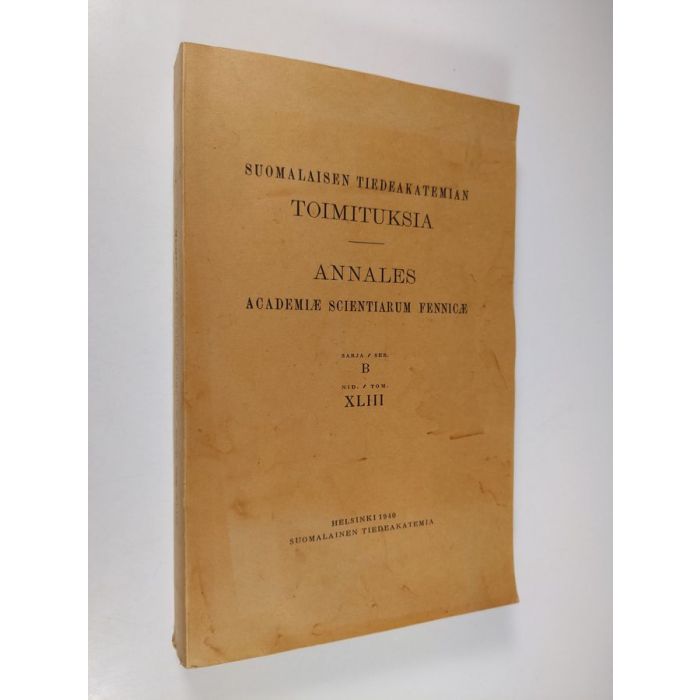 SUOMALAISEN TIEDEAKATEMIAN
TOIMITUKSIA
ANNALES
ACADEMIÆ SCIENTIARUM FENNICÆ
SARJA / SER.
B
NID. / TOM.
XLIII
HELSINKI 1940
SUOMALAINEN TIEDEAKATEMIA